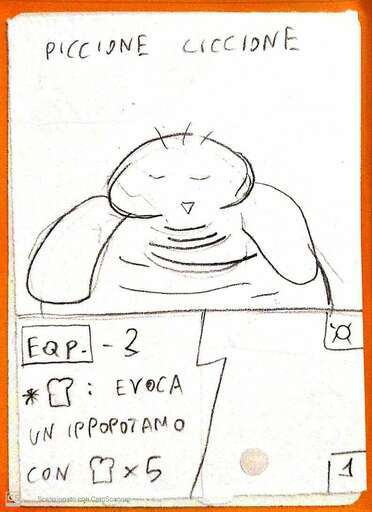 PICCIONE CICCIONE
EQP. - 3
* : EVOCA
UN IPPOPOTAMO
CON x 5
1
Scansionato con CamScanner